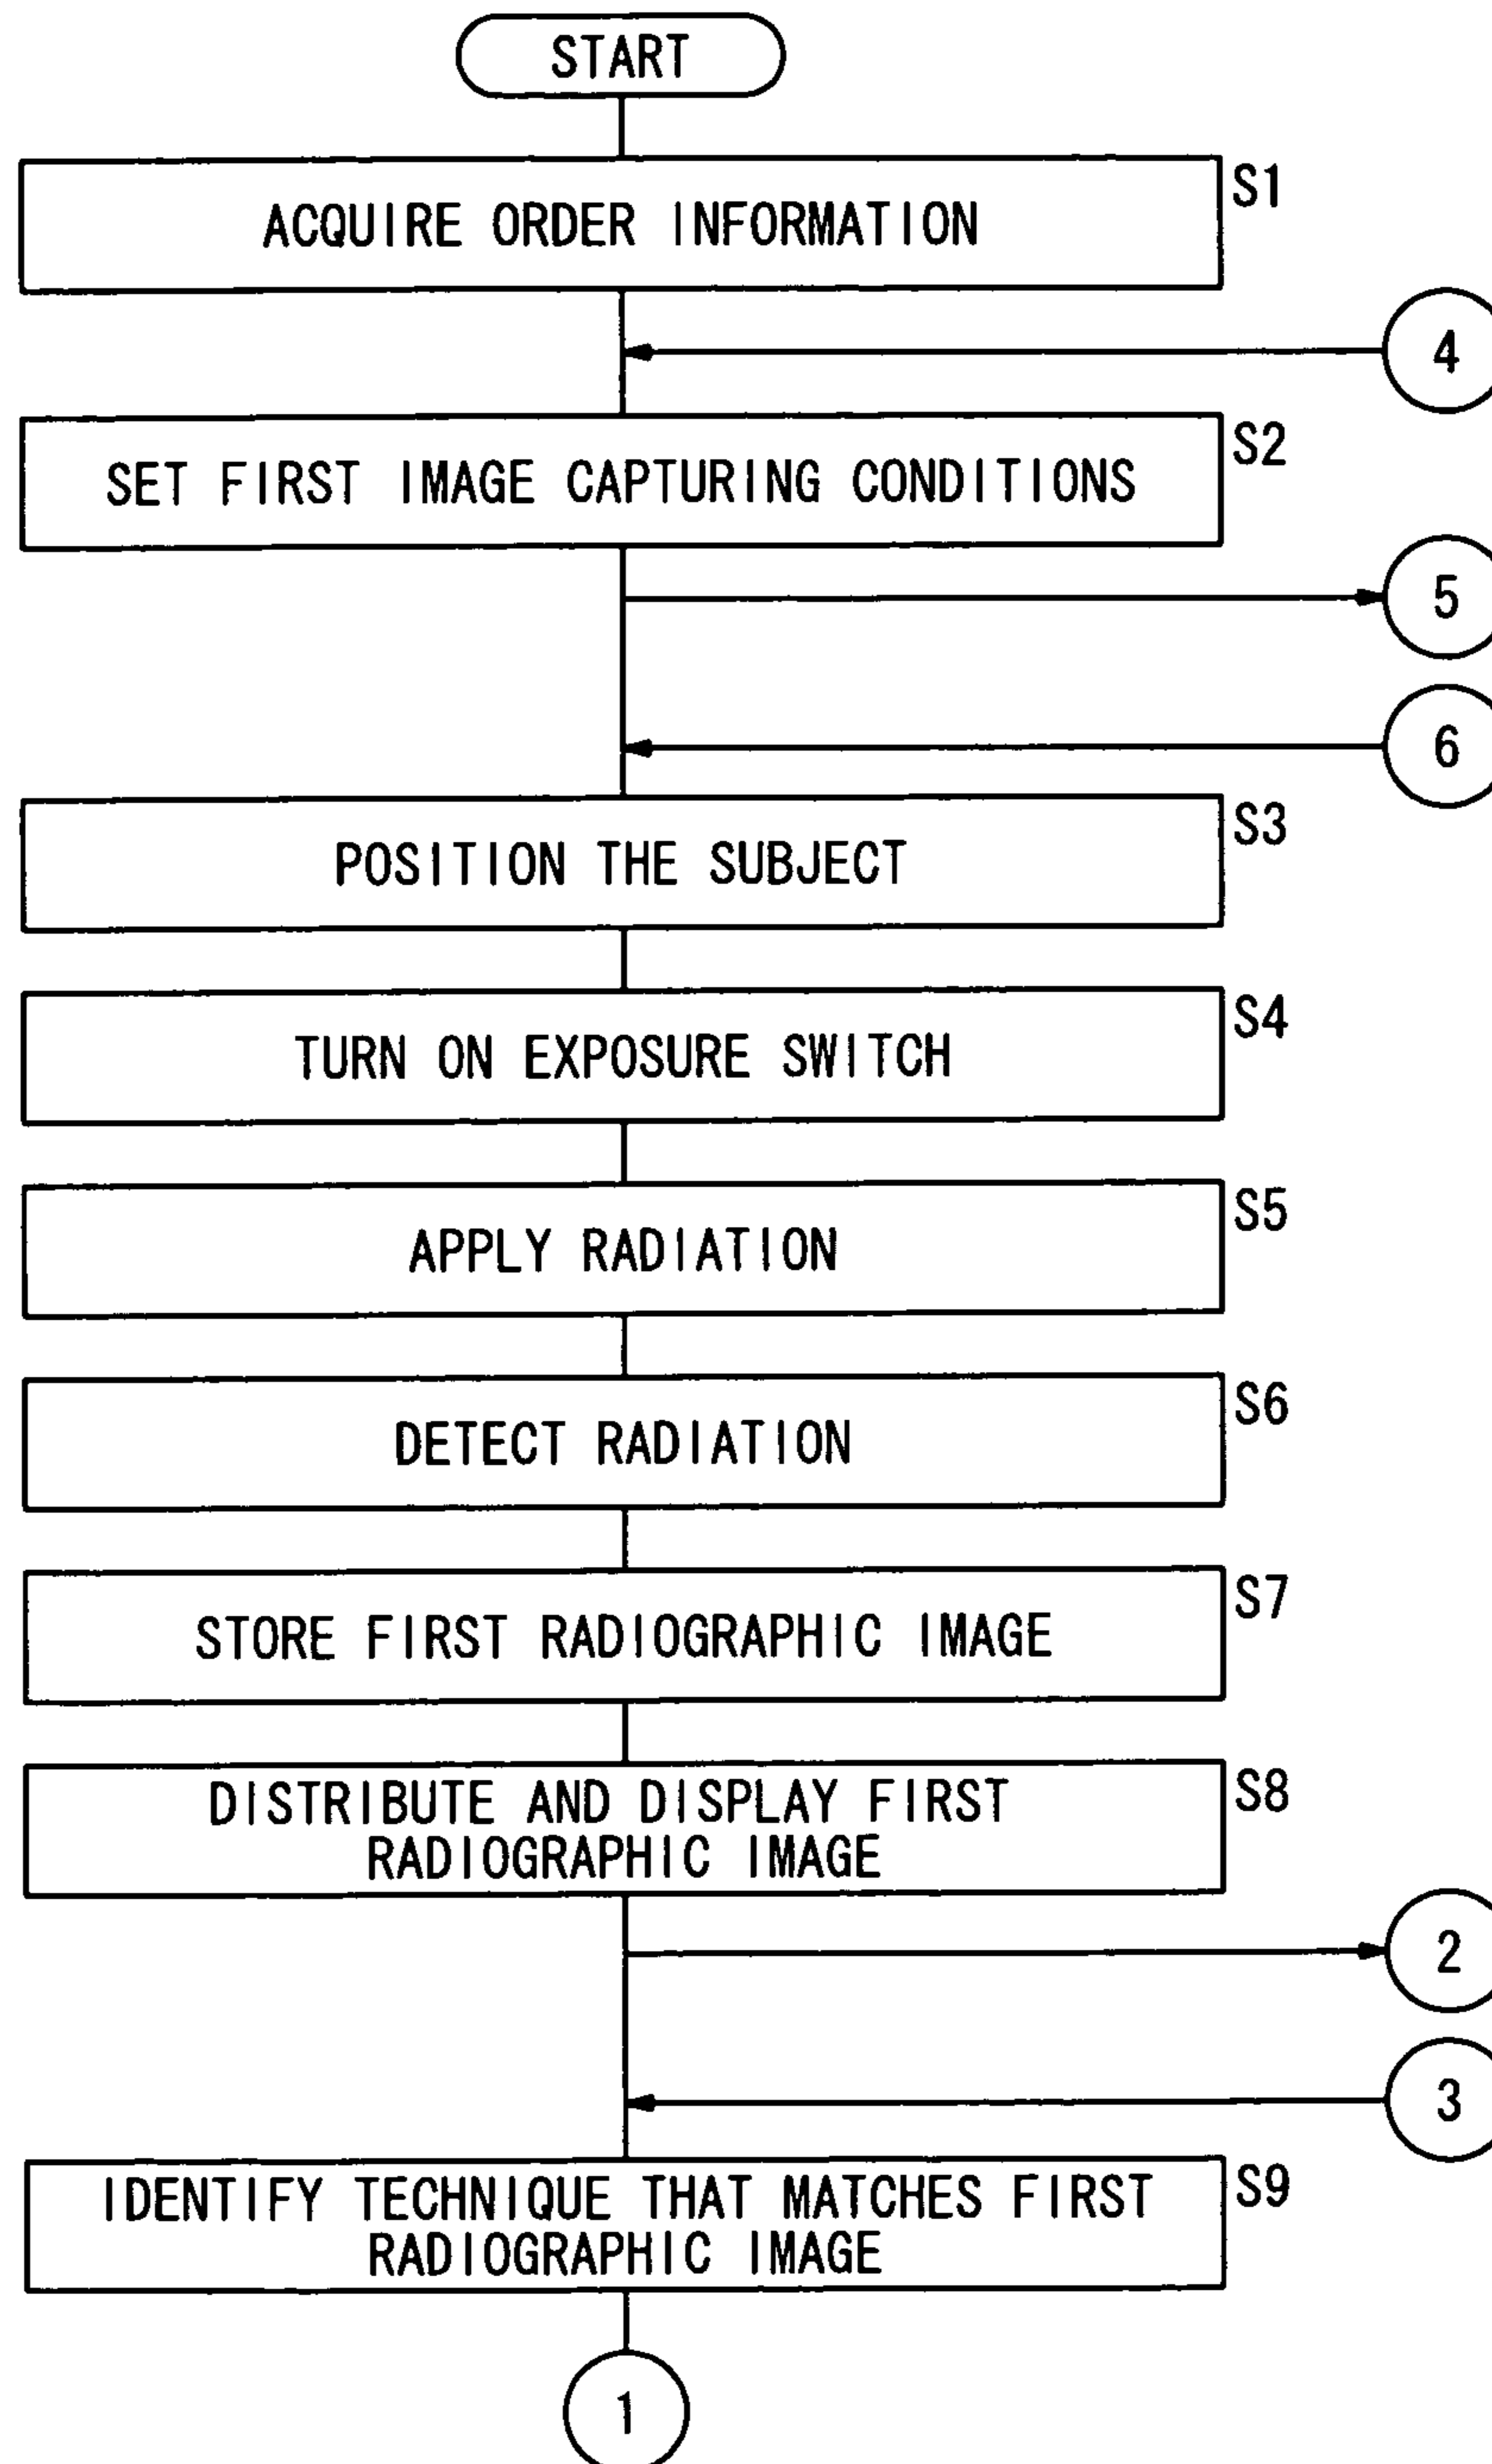 START
S1
ACQUIRE ORDER INFORMATION
4
S2
SET FIRST IMAGE CAPTURING CONDITIONS
5
6
S3
POSITION THE SUBJECT
S4
TURN ON EXPOSURE SWITCH
S5
APPLY RADIATION
S6
DETECT RADIATION
S7
STORE FIRST RADIOGRAPHIC IMAGE
S8
DISTRIBUTE AND DISPLAY FIRST
RADIOGRAPHIC IMAGE
2
3
S9
IDENTIFY TECHNIQUE THAT MATCHES FIRST
RADIOGRAPHIC IMAGE
1